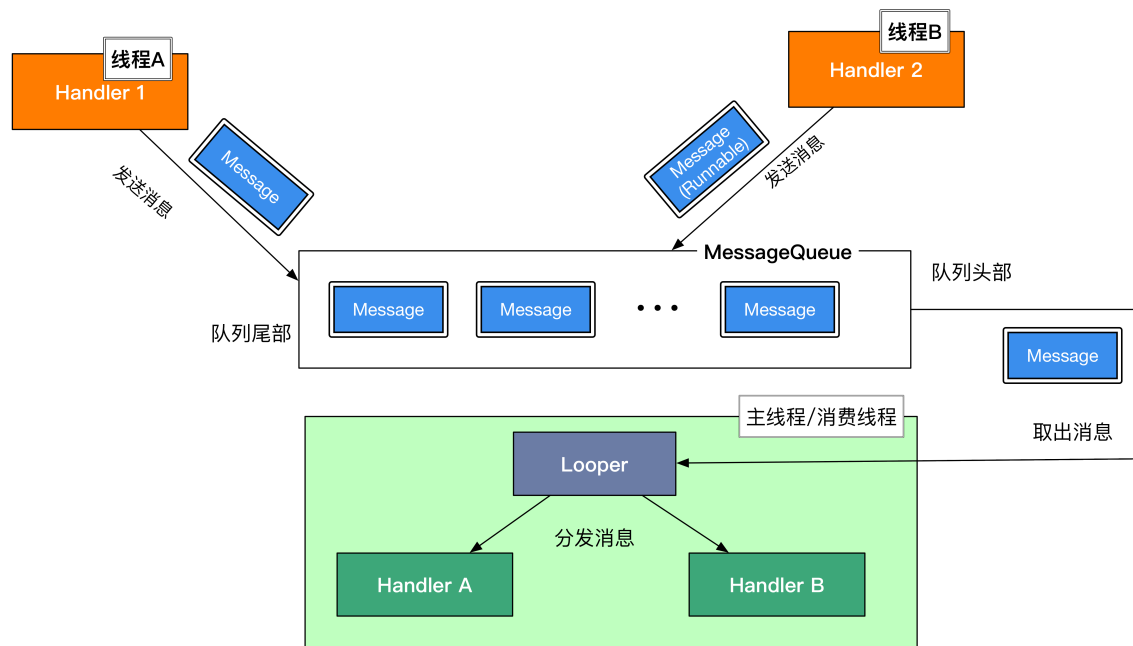 线程A
Handler 1
线程B
Handler 2
Message
发送消息
Message
(Runnable)
发送消息
MessageQueue
队列头部
Message
Message
• • •
Message
队列尾部
Message
主线程/消费线程
取出消息
Looper
分发消息
Handler A
Handler B